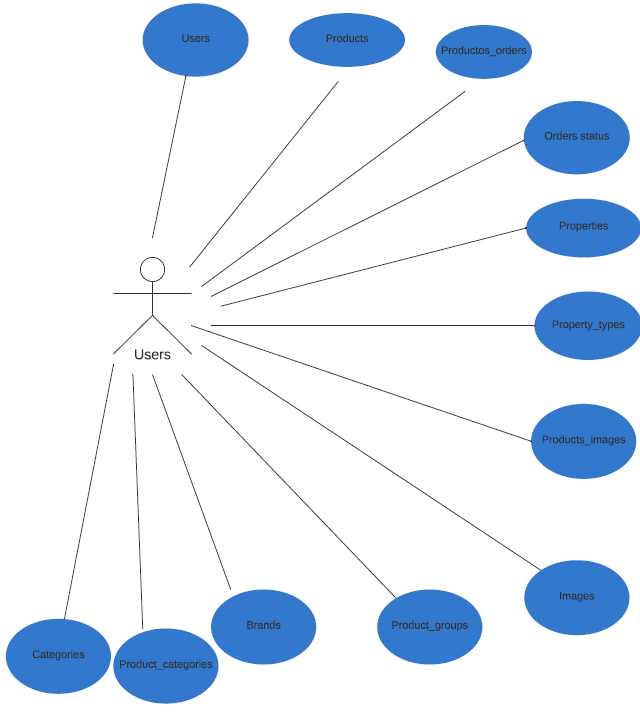 Users
Products
Productos_orders
Orders status
Properties
Property_types
Users
Products_images
Images
Brands
Product_groups
Categories
Product_categories